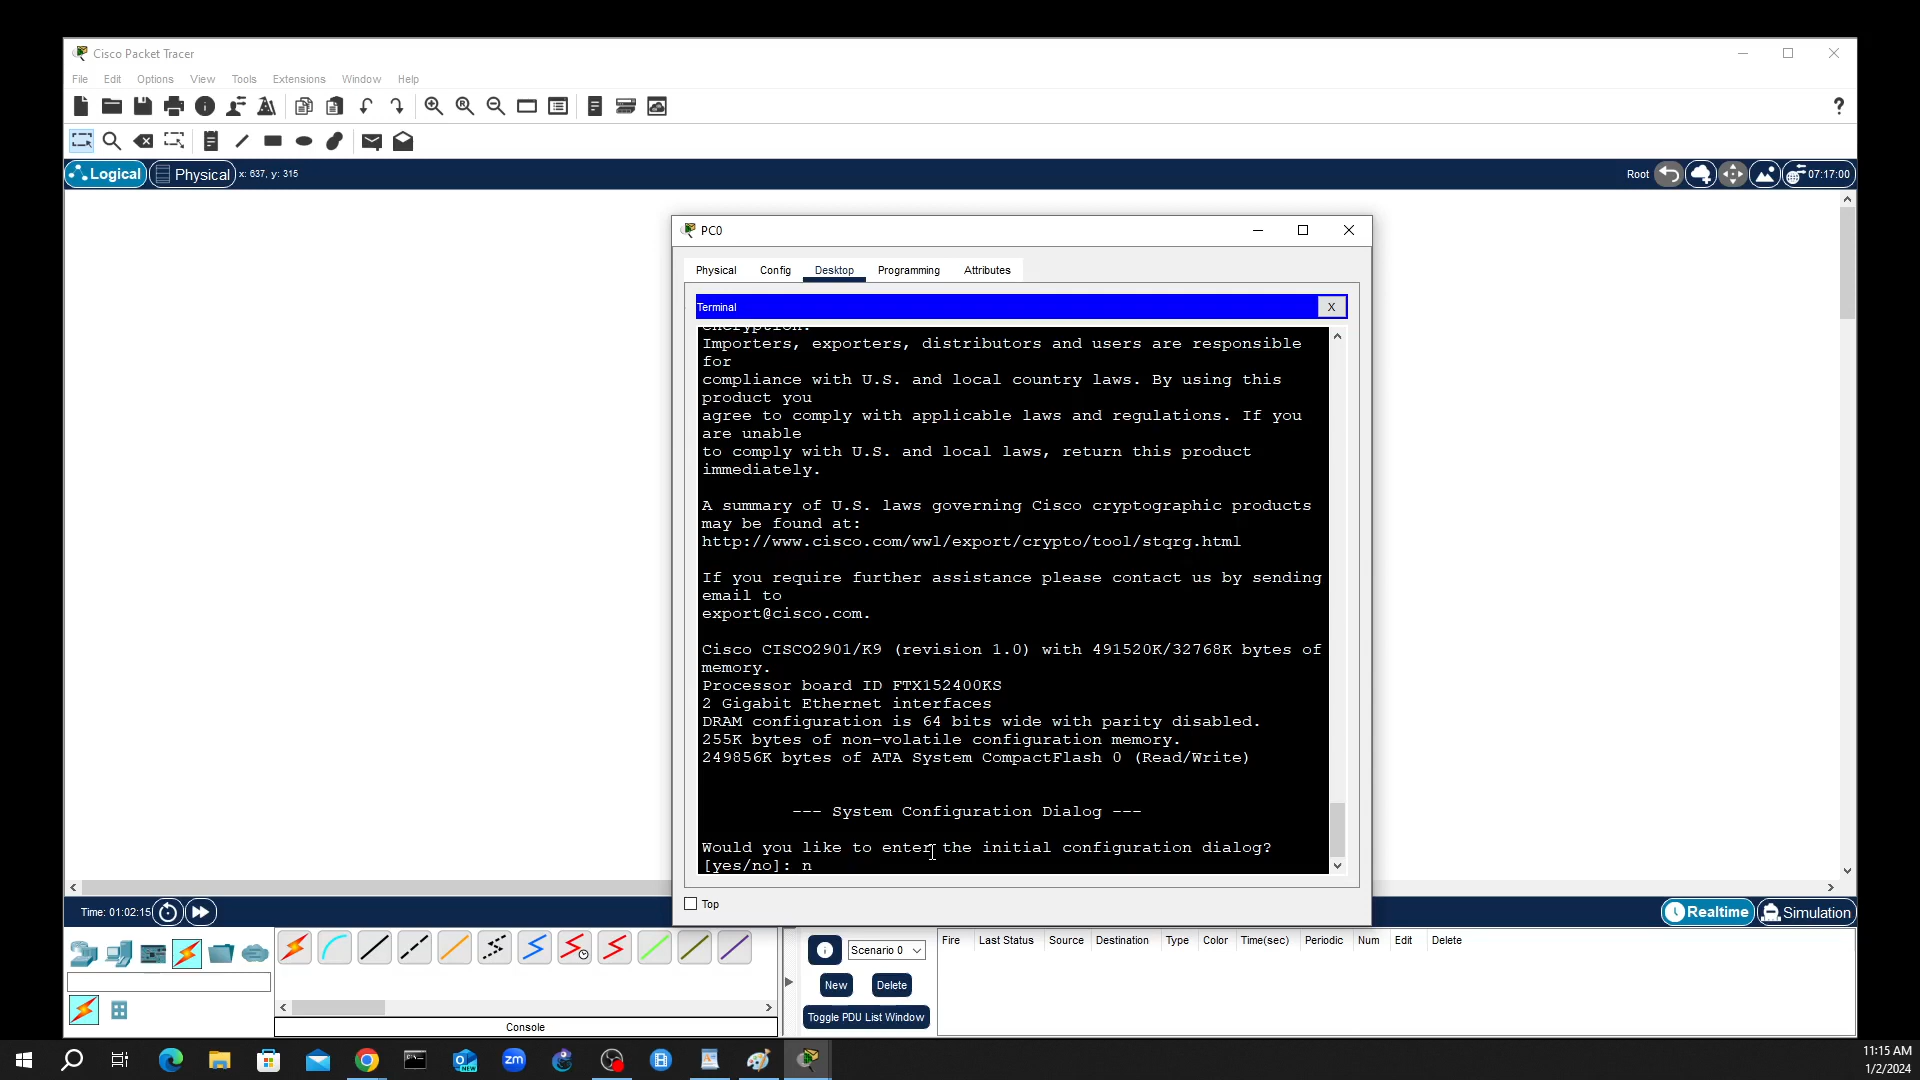 Cisco Packet Tracer
File Edit Options View Tools Extensions Window Help
?
Logical Physical x: 637, y: 315 Root 07:17:00
PC0
Physical Config Desktop Programming Attributes
Terminal X
encryption.
Importers, exporters, distributors and users are responsible
for
compliance with U.S. and local country laws. By using this
product you
agree to comply with applicable laws and regulations. If you
are unable
to comply with U.S. and local laws, return this product
immediately.
A summary of U.S. laws governing Cisco cryptographic products
may be found at:
http://www.cisco.com/wwl/export/crypto/tool/stqrg.html
If you require further assistance please contact us by sending
email to
export@cisco.com.
Cisco CISCO2901/K9 (revision 1.0) with 491520K/32768K bytes of
memory.
Processor board ID FTX152400KS
2 Gigabit Ethernet interfaces
DRAM configuration is 64 bits wide with parity disabled.
255K bytes of non-volatile configuration memory.
249856K bytes of ATA System CompactFlash 0 (Read/Write)
--- System Configuration Dialog ---
Would you like to enter the initial configuration dialog?
[yes/no]: n
Top
Time: 01:02:15 Realtime Simulation
Scenario 0
New Delete
Toggle PDU List Window
Fire Last Status Source Destination Type Color Time(sec) Periodic Num Edit Delete
Console
zm
NEW
11:15 AM
1/2/2024